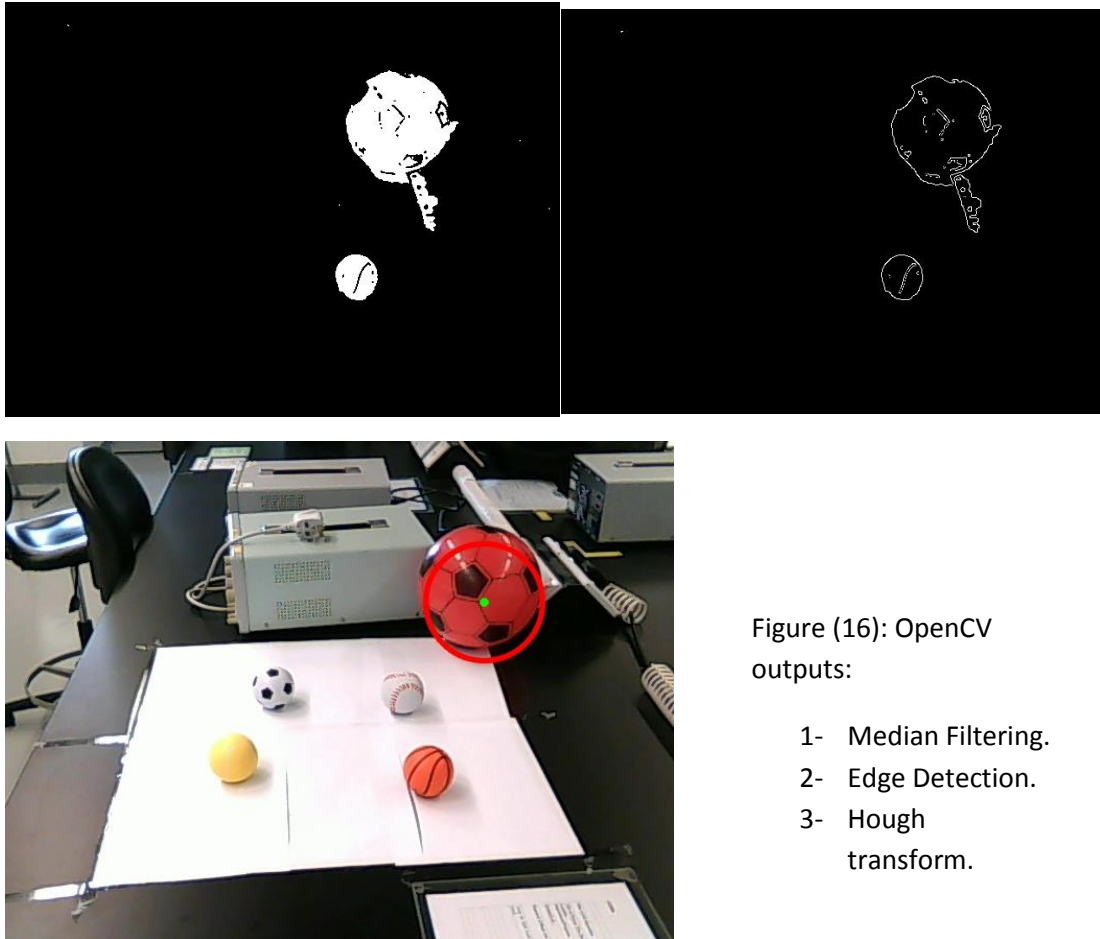 Figure (16): OpenCV
outputs:
1- Median Filtering.
2- Edge Detection.
3- Hough
transform.